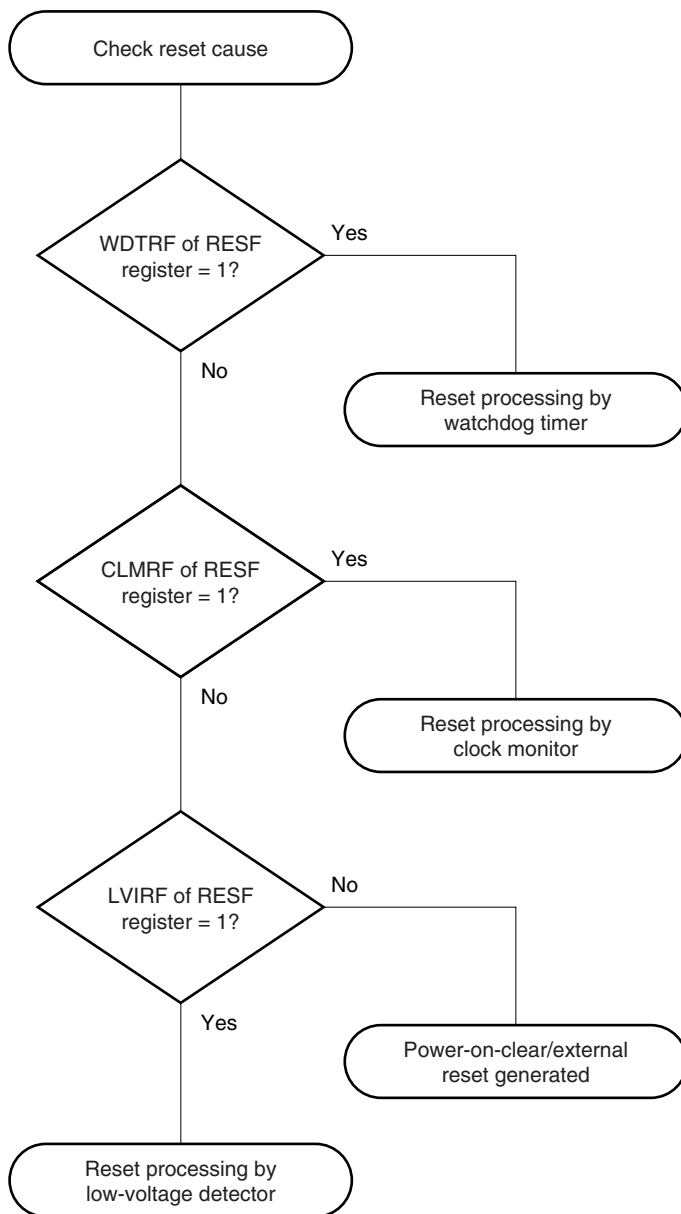 Check reset cause
WDTRF of RESF
register = 1?
Yes
No
Reset processing by
watchdog timer
CLMRF of RESF
register = 1?
Yes
No
Reset processing by
clock monitor
LVIRF of RESF
register = 1?
No
Yes
Power-on-clear/external
reset generated
Reset processing by
low-voltage detector